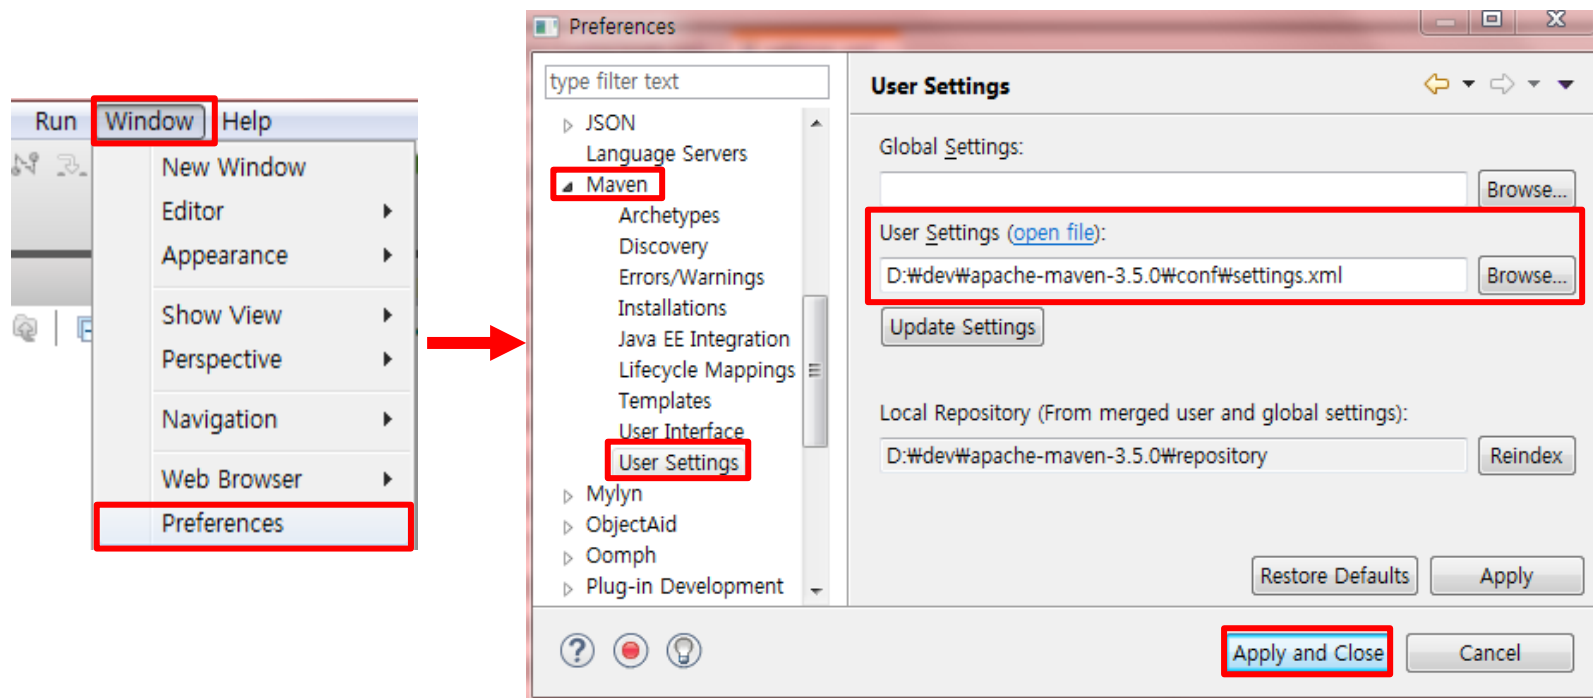 Run Window Help
New Window
Editor
Appearance
Show View
Perspective
Navigation
Web Browser
Preferences
Preferences
type filter text
JSON
Language Servers
Maven
Archetypes
Discovery
Errors/Warnings
Installations
Java EE Integration
Lifecycle Mappings
Templates
User Interface
User Settings
Mylyn
ObjectAid
Oomph
Plug-in Development
User Settings
Global Settings:
Browse...
User Settings (open file):
D:₩dev₩apache-maven-3.5.0₩conf₩settings.xml Browse...
Update Settings
Local Repository (From merged user and global settings):
D:₩dev₩apache-maven-3.5.0₩repository Reindex
Restore Defaults Apply
Apply and Close Cancel